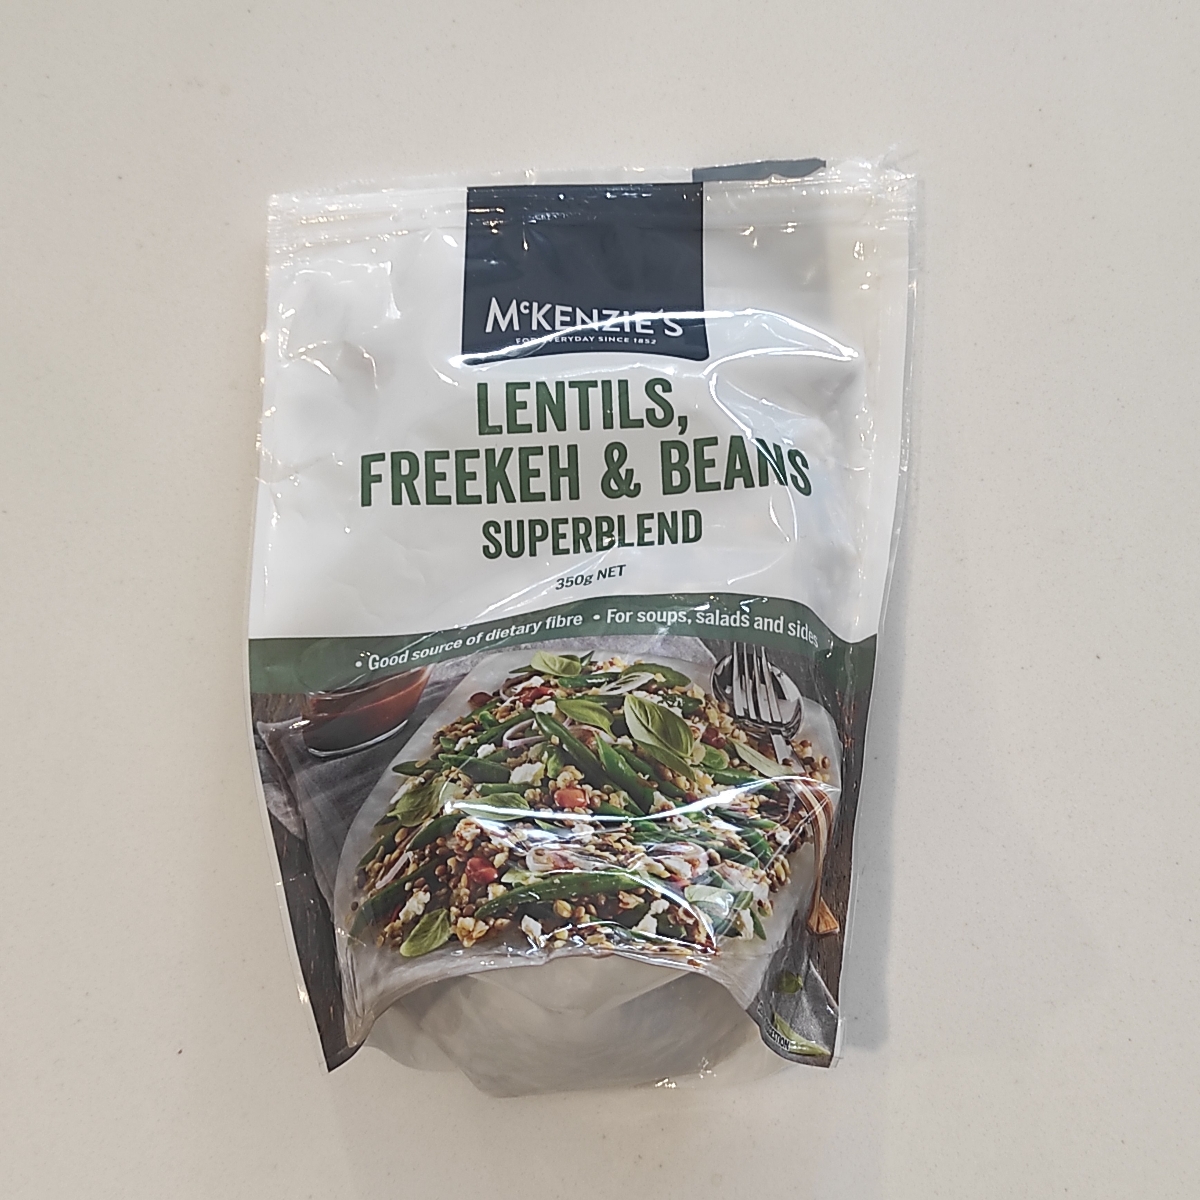 McKENZIE'S
FOR EVERYDAY SINCE 1852
LENTILS,
FREEKEH & BEANS
SUPERBLEND
350g NET
• Good source of dietary fibre • For soups, salads and sides